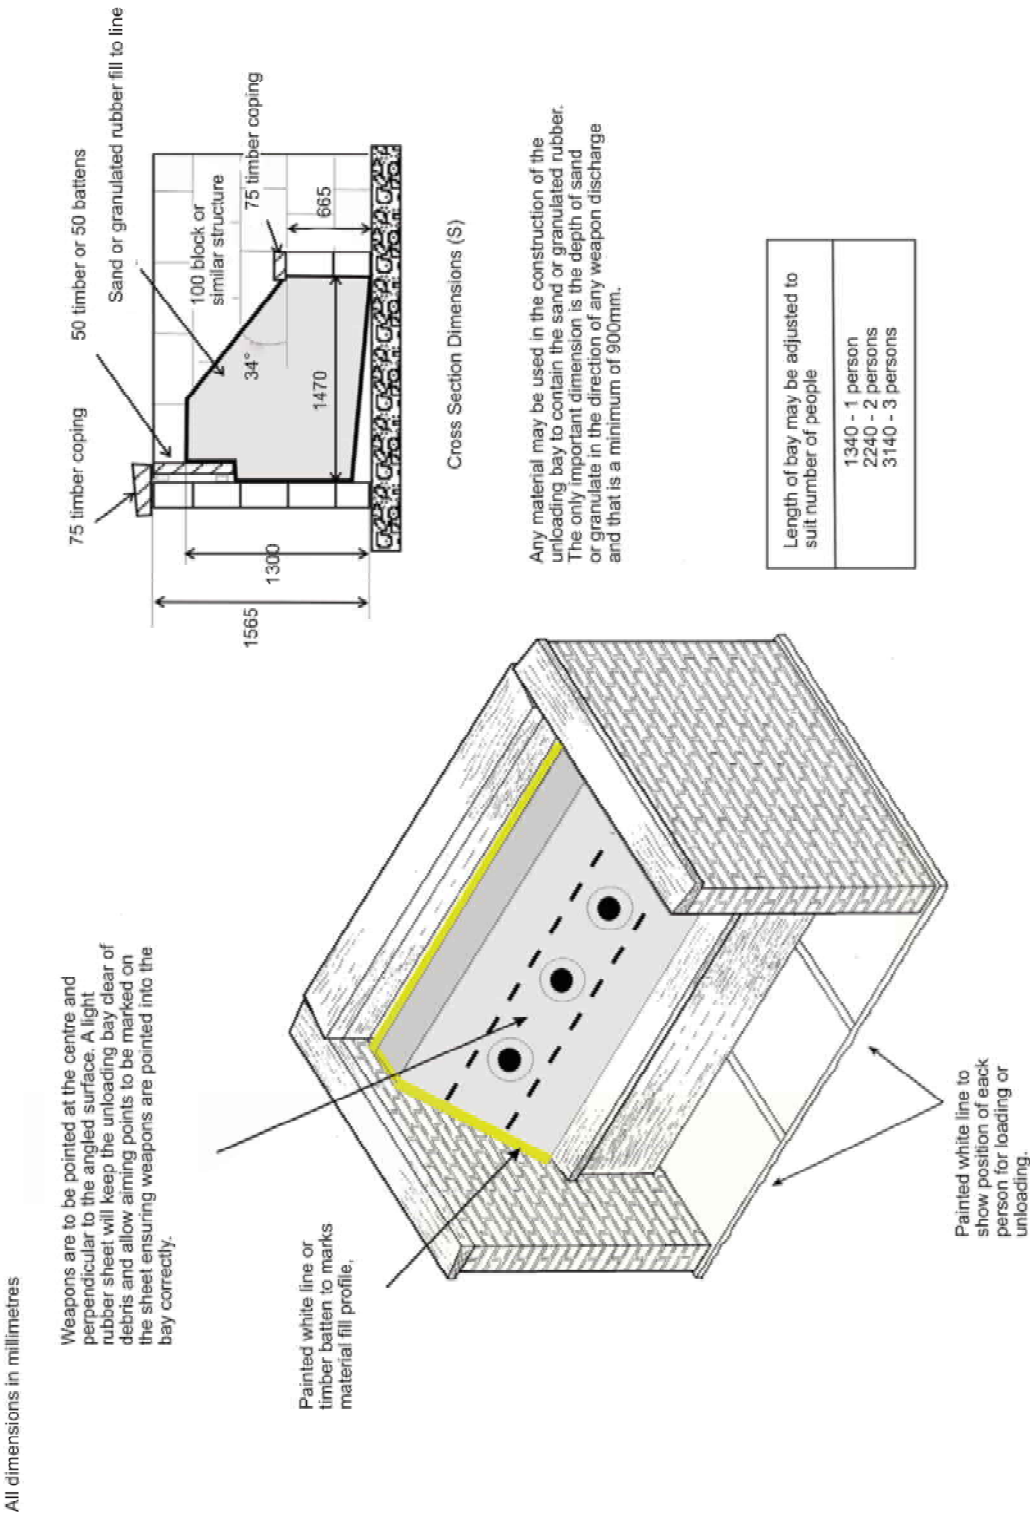 All dimensions in millimetres
Weapons are to be pointed at the centre and
perpendicular to the angled surface. A light
rubber sheet will keep the unloading bay clear of
debris and allow aiming points to be marked on
the sheet ensuring weapons are pointed into the
bay correctly.
Painted white line or
timber batten to marks
material fill profile,
Painted white line to
show position of eack
person for loading or
unloading.
75 timber coping
50 timber or 50 battens
Sand or granulated rubber fill to line
100 block or
similar structure
75 timber coping
34°
1470
665
1300
1565
Cross Section Dimensions (S)
Any material may be used in the construction of the
unloading bay to contain the sand or granulated rubber.
The only important dimension is the depth of sand
or granulate in the direction of any weapon discharge
and that is a minimum of 900mm.
Length of bay may be adjusted to
suit number of people
1340 - 1 person
2240 - 2 persons
3140 - 3 persons